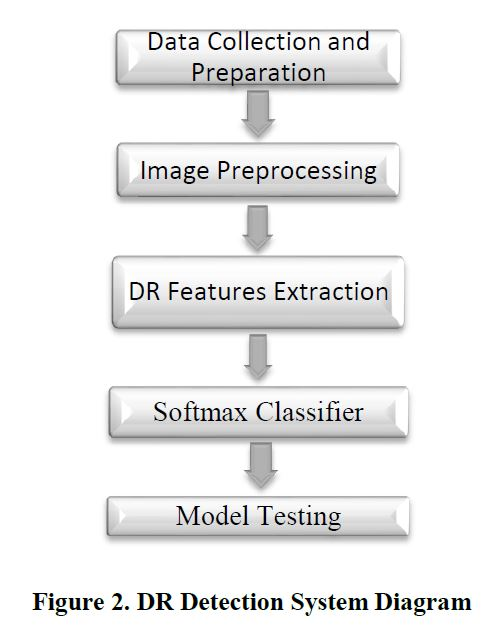 Data Collection and
Preparation
Image Preprocessing
DR Features Extraction
Softmax Classifier
Model Testing
Figure 2. DR Detection System Diagram